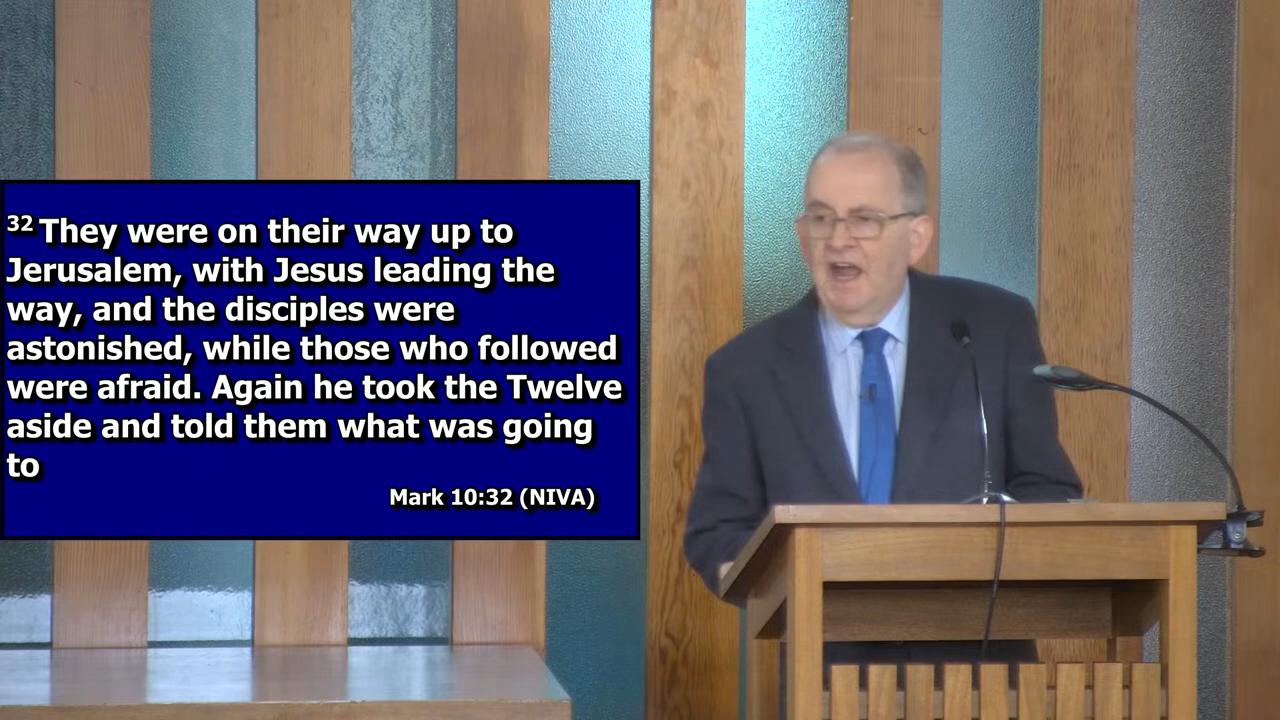 32 They were on their way up to
Jerusalem, with Jesus leading the
way, and the disciples were
astonished, while those who followed
were afraid. Again he took the Twelve
aside and told them what was going
to
Mark 10:32 (NIVA)